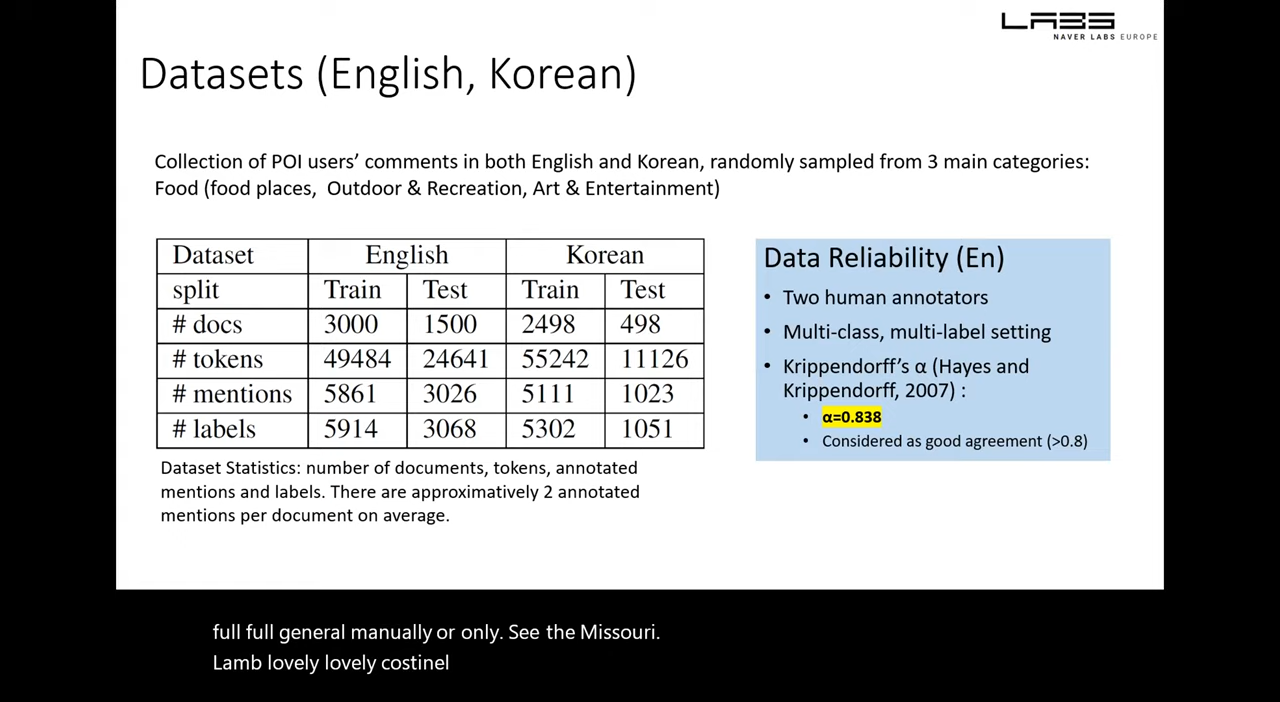 LABS
NAVER LABS EUROPE
Datasets (English, Korean)
Collection of POI users’ comments in both English and Korean, randomly sampled from 3 main categories:
Food (food places, Outdoor & Recreation, Art & Entertainment)
Dataset English Korean
split Train Test Train Test
# docs 3000 1500 2498 498
# tokens 49484 24641 55242 11126
# mentions 5861 3026 5111 1023
# labels 5914 3068 5302 1051
Dataset Statistics: number of documents, tokens, annotated
mentions and labels. There are approximatively 2 annotated
mentions per document on average.
Data Reliability (En)
• Two human annotators
• Multi-class, multi-label setting
• Krippendorff’s α (Hayes and
Krippendorff, 2007) :
• α=0.838
• Considered as good agreement (>0.8)
full full general manually or only. See the Missouri.
Lamb lovely lovely costinel